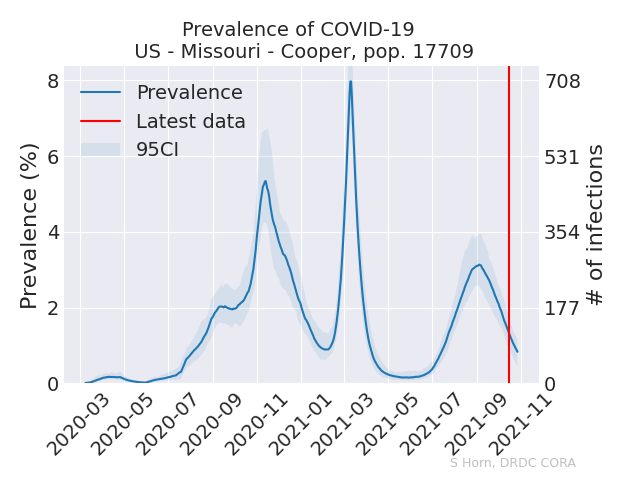 Prevalence of COVID-19
US - Missouri - Cooper, pop. 17709
Prevalence
Latest data
95CI
Prevalence (%)
8
6
4
2
0
708
531
354
177
0
# of infections
2020-03
2020-05
2020-07
2020-09
2020-11
2021-01
2021-03
2021-05
2021-07
2021-09
2021-11
S Horn, DRDC CORA